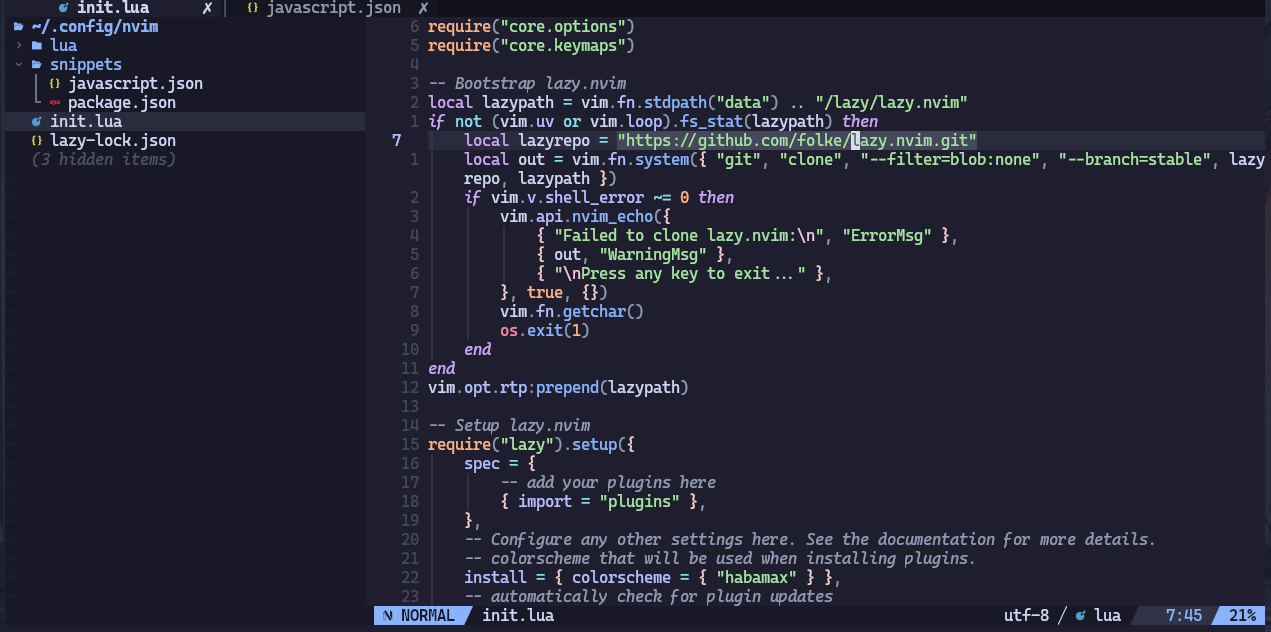 init.lua ✗ {} javascript.json ✗
~/.config/nvim
lua
snippets
{} javascript.json
package.json
init.lua
{} lazy-lock.json
(3 hidden items)
6 require("core.options")
5 require("core.keymaps")
4
3 -- Bootstrap lazy.nvim
2 local lazypath = vim.fn.stdpath("data") .. "/lazy/lazy.nvim"
1 if not (vim.uv or vim.loop).fs_stat(lazypath) then
7 local lazyrepo = "https://github.com/folke/lazy.nvim.git"
1 local out = vim.fn.system({ "git", "clone", "--filter=blob:none", "--branch=stable", lazy
repo, lazypath })
2 if vim.v.shell_error ~= 0 then
3 vim.api.nvim_echo({
4 { "Failed to clone lazy.nvim:\n", "ErrorMsg" },
5 { out, "WarningMsg" },
6 { "\nPress any key to exit..." },
7 }, true, {})
8 vim.fn.getchar()
9 os.exit(1)
10 end
11 end
12 vim.opt.rtp:prepend(lazypath)
13
14 -- Setup lazy.nvim
15 require("lazy").setup({
16 spec = {
17 -- add your plugins here
18 { import = "plugins" },
19 },
20 -- Configure any other settings here. See the documentation for more details.
21 -- colorscheme that will be used when installing plugins.
22 install = { colorscheme = { "habamax" } },
23 -- automatically check for plugin updates
NORMAL init.lua utf-8 / lua 7:45 21%